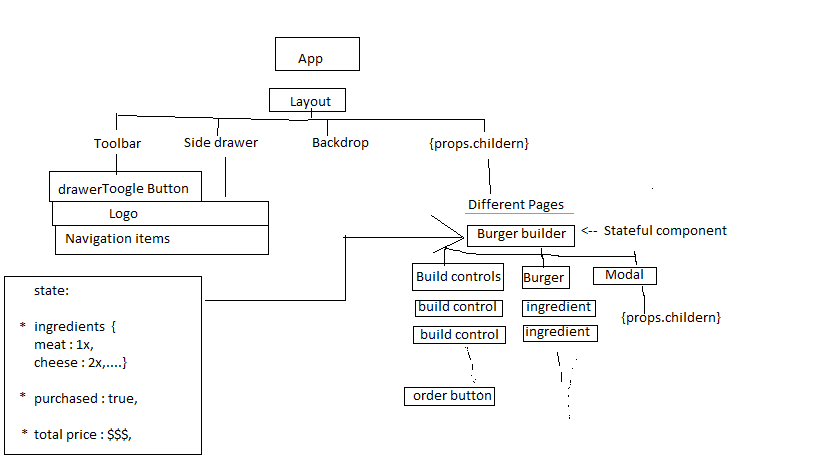 App
Layout
Toolbar
Side drawer
Backdrop
{props.childern}
drawerToogle Button
Logo
Navigation items
Different Pages
Burger builder
<-- Stateful component
Build controls
Burger
Modal
build control
ingredient
{props.childern}
build control
ingredient
order button
state:
* ingredients {
meat : 1x,
cheese : 2x,....}
* purchased : true,
* total price : $$$,